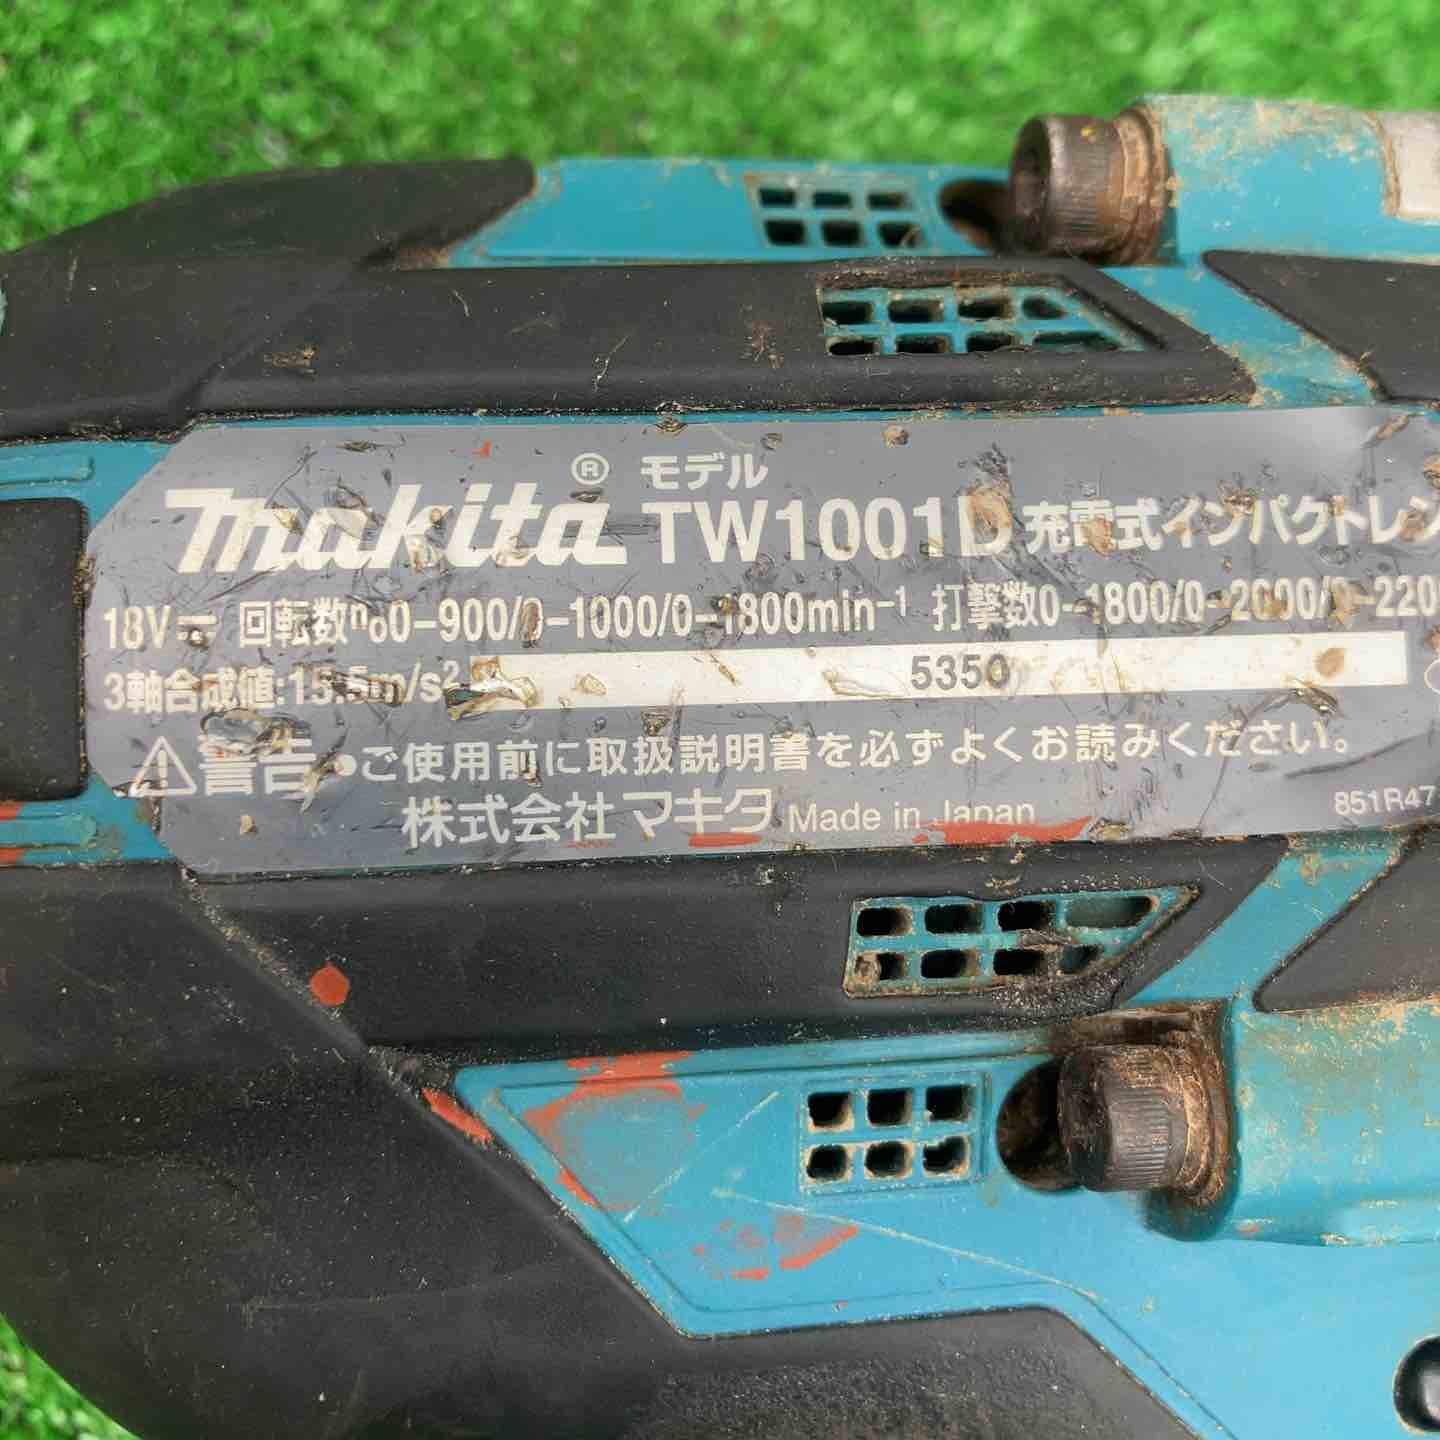 makita® モデル TW1001D 充電式インパクトレン
18V⎓ 回転数n₀0-900/0-1000/0-1800min⁻¹ 打撃数0-1800/0-2000/0-220
3軸合成値:15.5m/s² 5350
⚠警告 ●ご使用前に取扱説明書を必ずよくお読みください。
株式会社マキタ Made in Japan 851R47